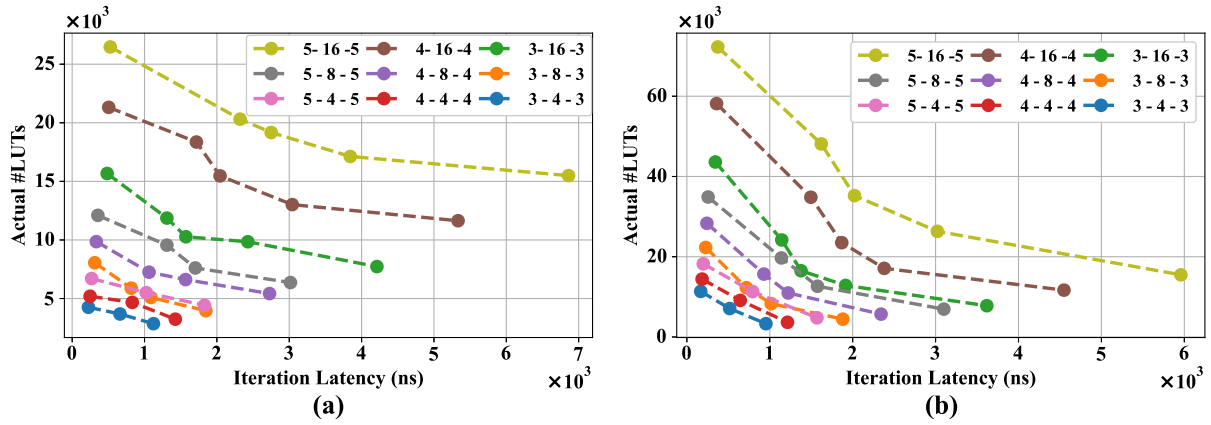 ×10³
5- 16 -5 4- 16 -4 3- 16 -3
5 - 8 - 5 4 - 8 - 4 3 - 8 - 3
5 - 4 - 5 4 - 4 - 4 3 - 4 - 3
25
20
15
10
5
Actual #LUTs
0 1 2 3 4 5 6 7
Iteration Latency (ns)
×10³
(a)
×10³
5- 16 -5 4- 16 -4 3- 16 -3
5 - 8 - 5 4 - 8 - 4 3 - 8 - 3
5 - 4 - 5 4 - 4 - 4 3 - 4 - 3
60
40
20
0
Actual #LUTs
0 1 2 3 4 5 6
Iteration Latency (ns)
×10³
(b)